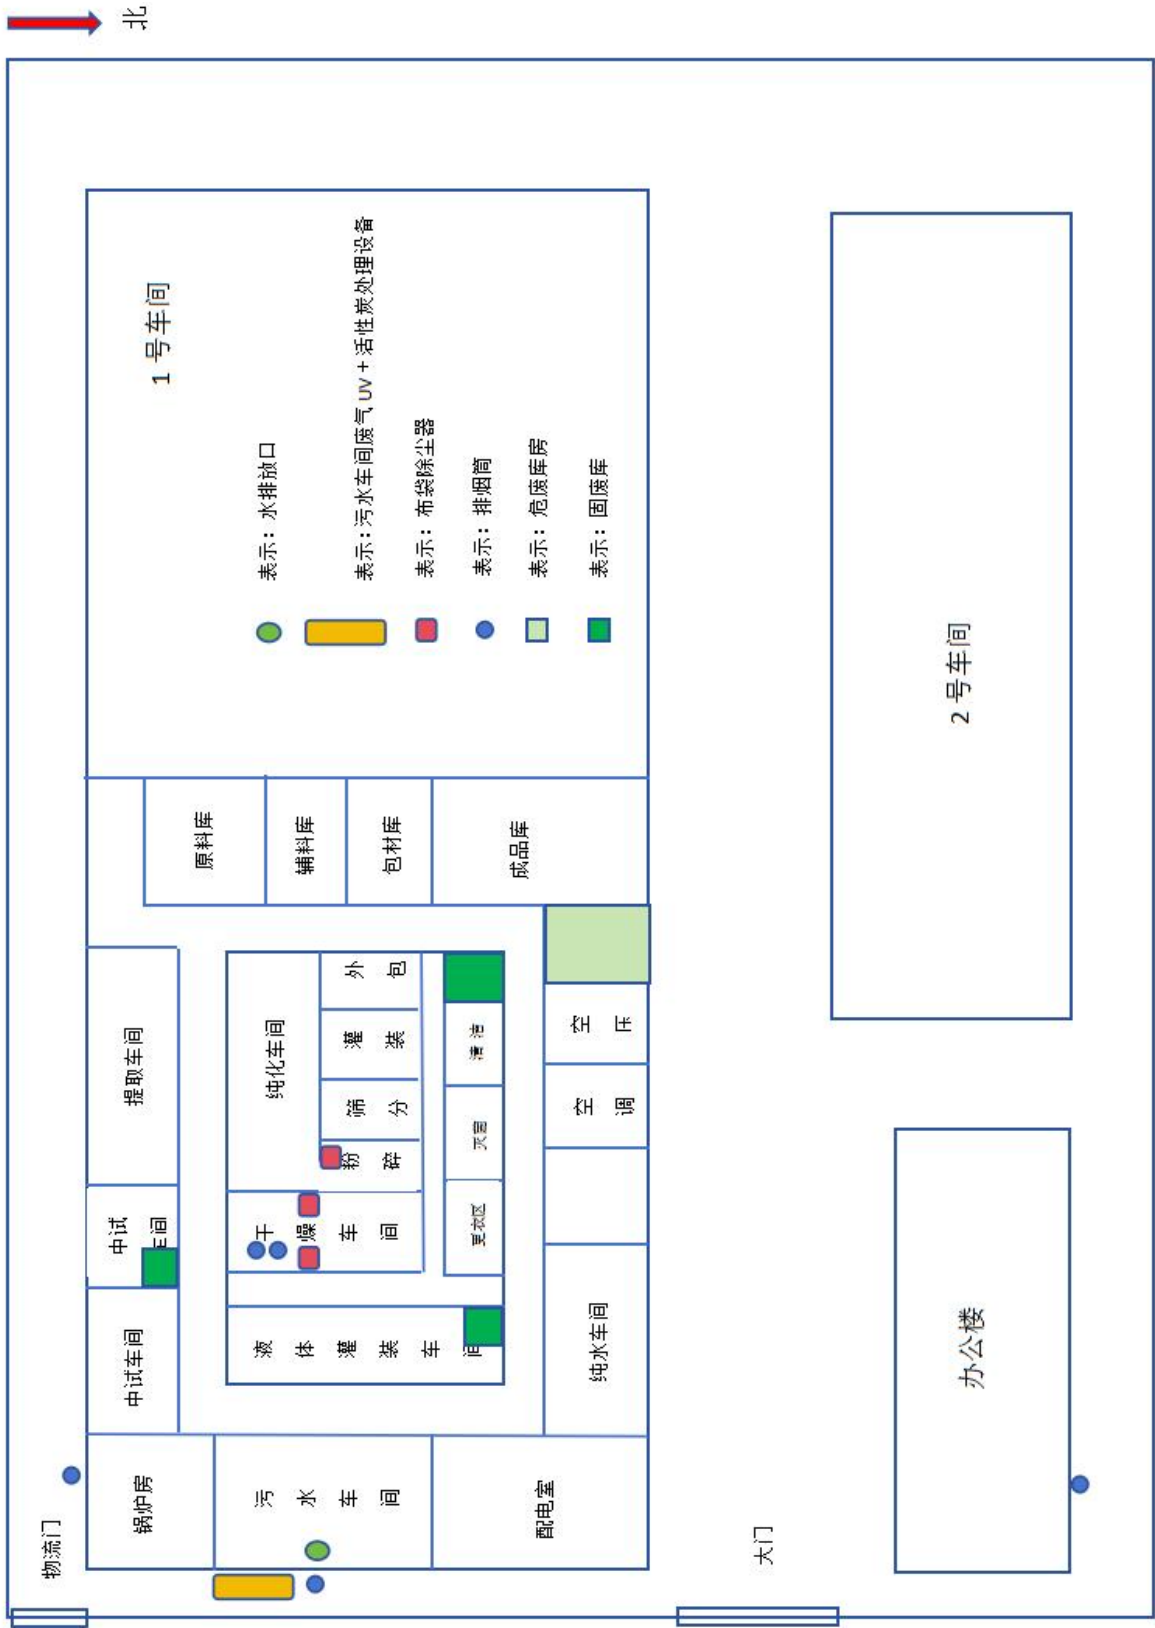 北
1 号车间
表示：水排放口
表示：污水车间废气 UV + 活性炭处理设备
表示：布袋除尘器
表示：排烟筒
表示：危废库房
表示：固废库
2 号车间
原料库
辅料库
包材库
成品库
提取车间
纯化车间
外 包
灌 装
筛 分
粉 碎
清 洁
灭菌
更衣区
空 压
空 调
中试
车间
干 燥 车 间
中试车间
液 体 灌 装 车 间
纯水车间
办公楼
锅炉房
污 水 车 间
配电室
物流门
大门